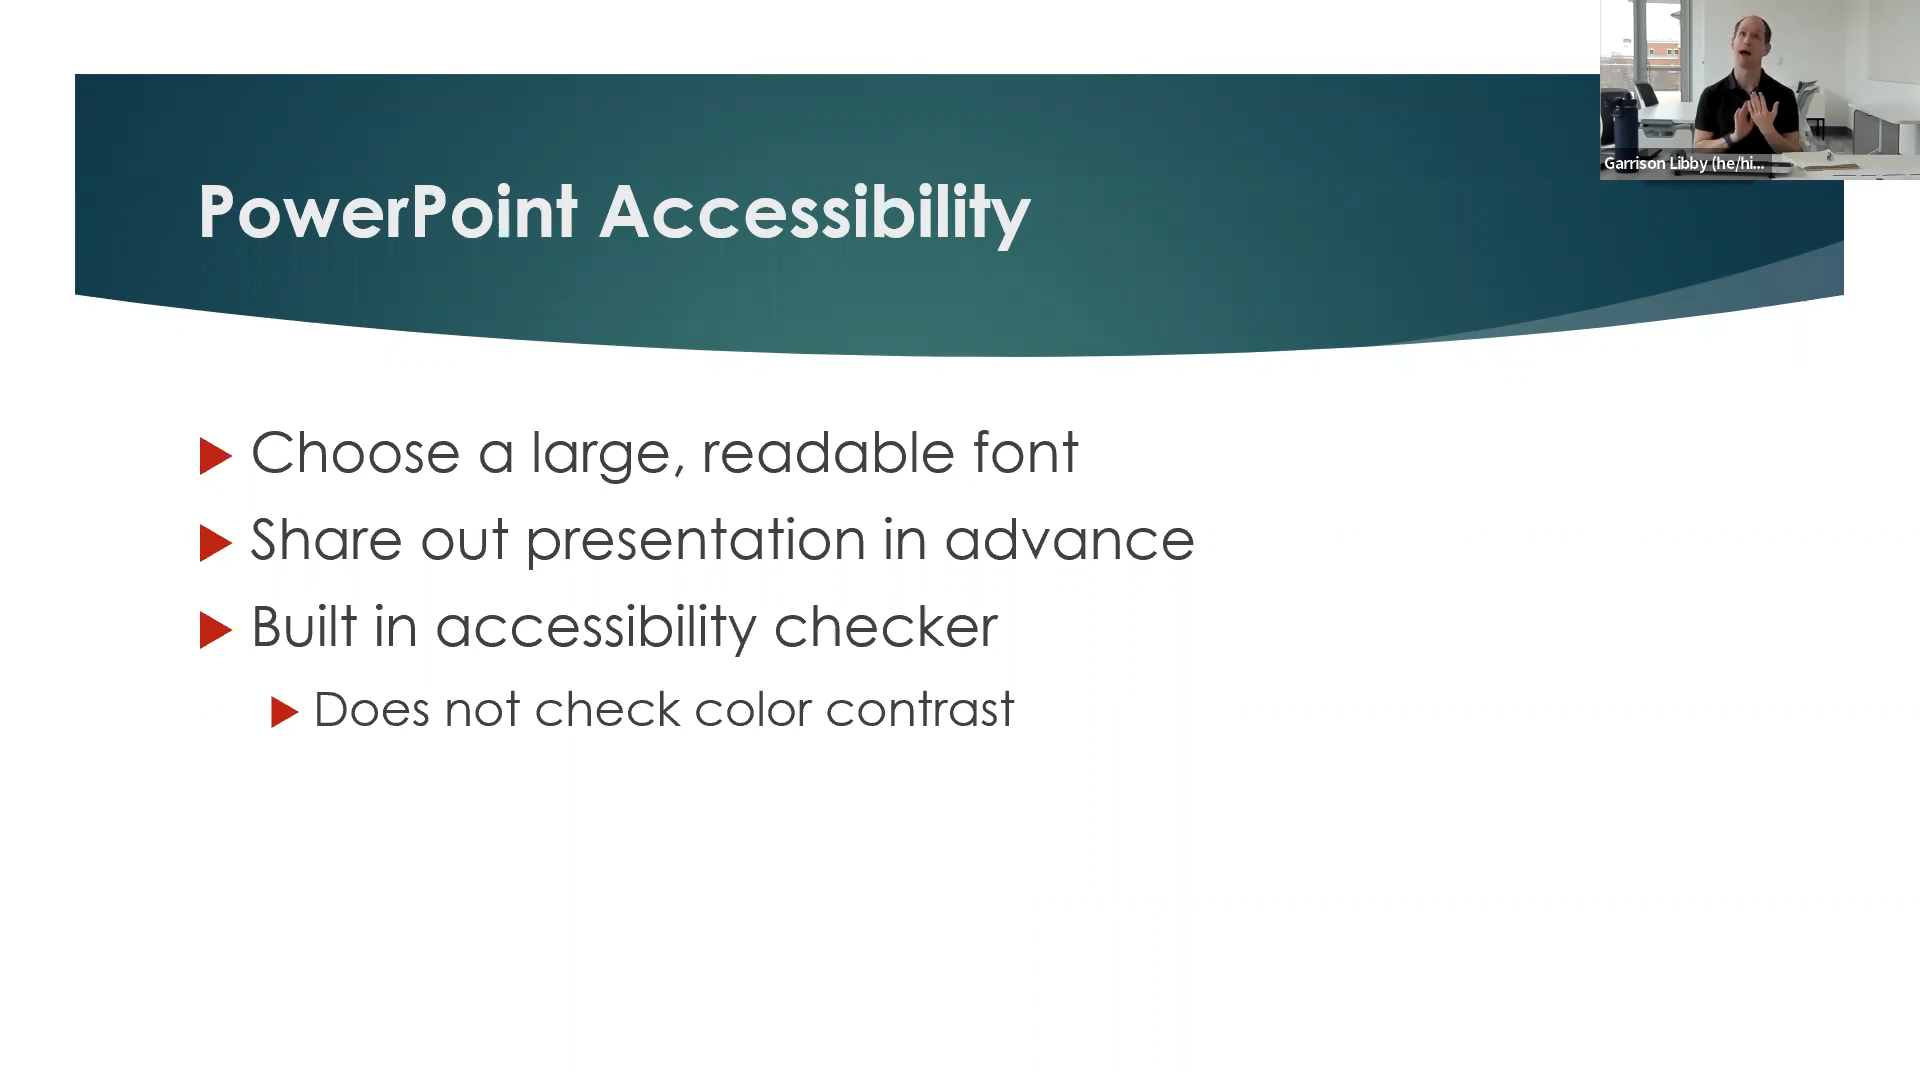 PowerPoint Accessibility
Choose a large, readable font
Share out presentation in advance
Built in accessibility checker
Does not check color contrast
Garrison Libby (he/hi...